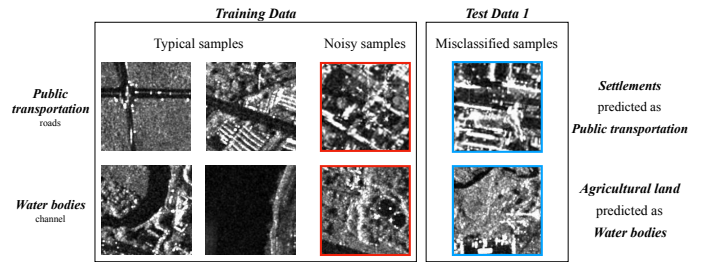 Training Data
Test Data 1
Typical samples
Noisy samples
Misclassified samples
Public
transportation
roads
Settlements
predicted as
Public transportation
Water bodies
channel
Agricultural land
predicted as
Water bodies